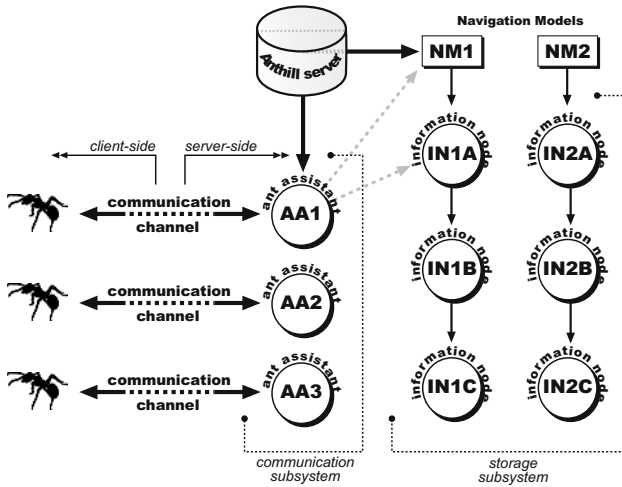 Navigation Models
Anthill server
NM1
NM2
client-side
server-side
information node
IN1A
information node
IN2A
ant assistant
AA1
communication
channel
information node
IN1B
information node
IN2B
ant assistant
AA2
communication
channel
information node
IN1C
information node
IN2C
ant assistant
AA3
communication
channel
communication
subsystem
storage
subsystem